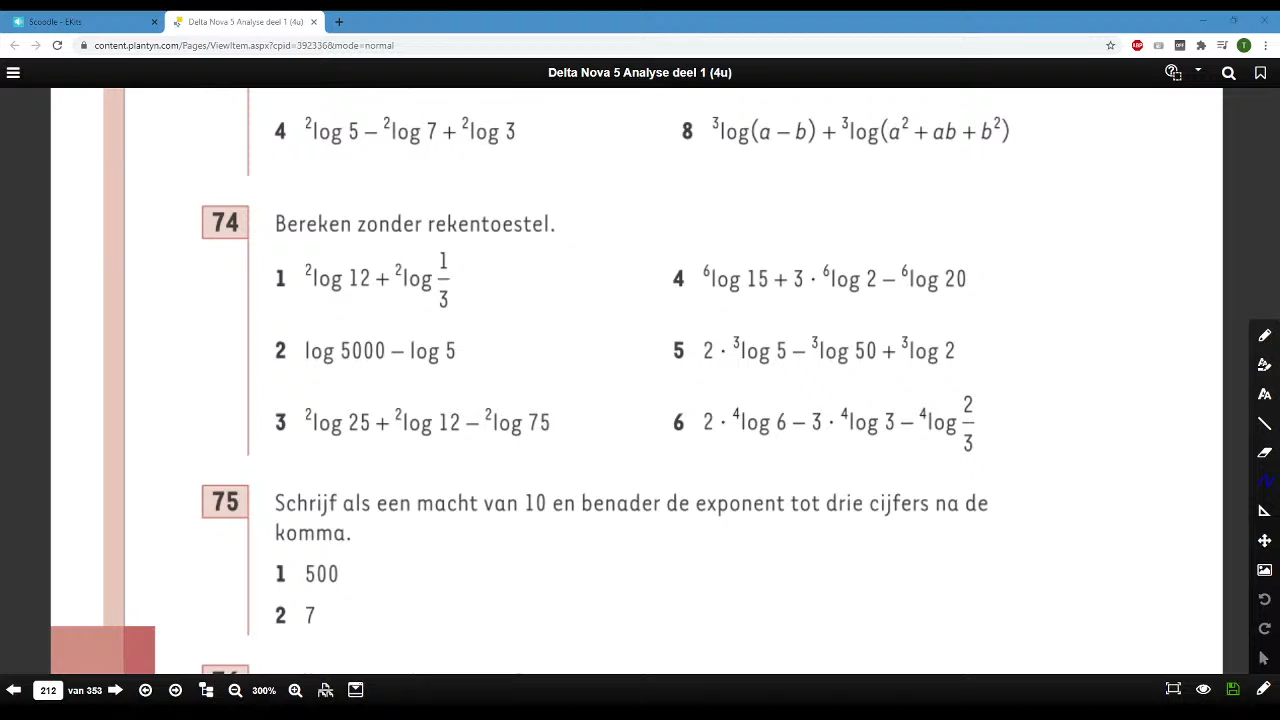 Scoodle - EKits
Delta Nova 5 Analyse deel 1 (4u)
content.plantyn.com/Pages/ViewItem.aspx?cpid=392336&mode=normal
Delta Nova 5 Analyse deel 1 (4u)
4 ²log 5 – ²log 7 + ²log 3
8 ³log(a – b) + ³log(a² + ab + b²)
74 Bereken zonder rekentoestel.
1 ²log 12 + ²log 1/3
4 ⁶log 15 + 3 · ⁶log 2 – ⁶log 20
2 log 5000 – log 5
5 2 · ³log 5 – ³log 50 + ³log 2
3 ²log 25 + ²log 12 – ²log 75
6 2 · ⁴log 6 – 3 · ⁴log 3 – ⁴log 2/3
75 Schrijf als een macht van 10 en benader de exponent tot drie cijfers na de
komma.
1 500
2 7
212 van 353 300%